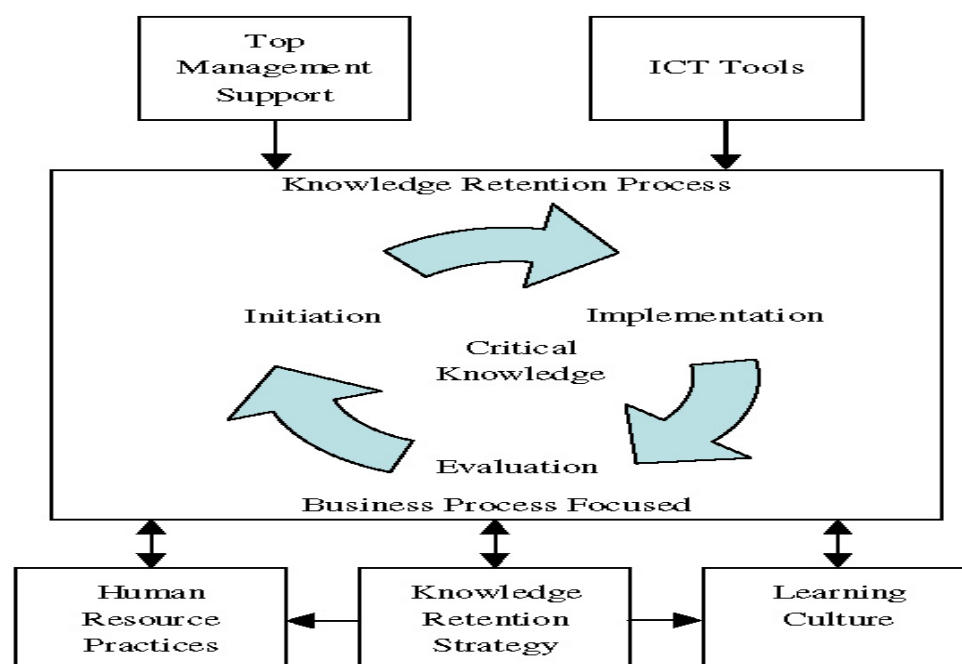 Top
Management
Support
ICT Tools
Knowledge Retention Process
Initiation
Implementation
Critical
Knowledge
Evaluation
Business Process Focused
Human
Resource
Practices
Knowledge
Retention
Strategy
Learning
Culture